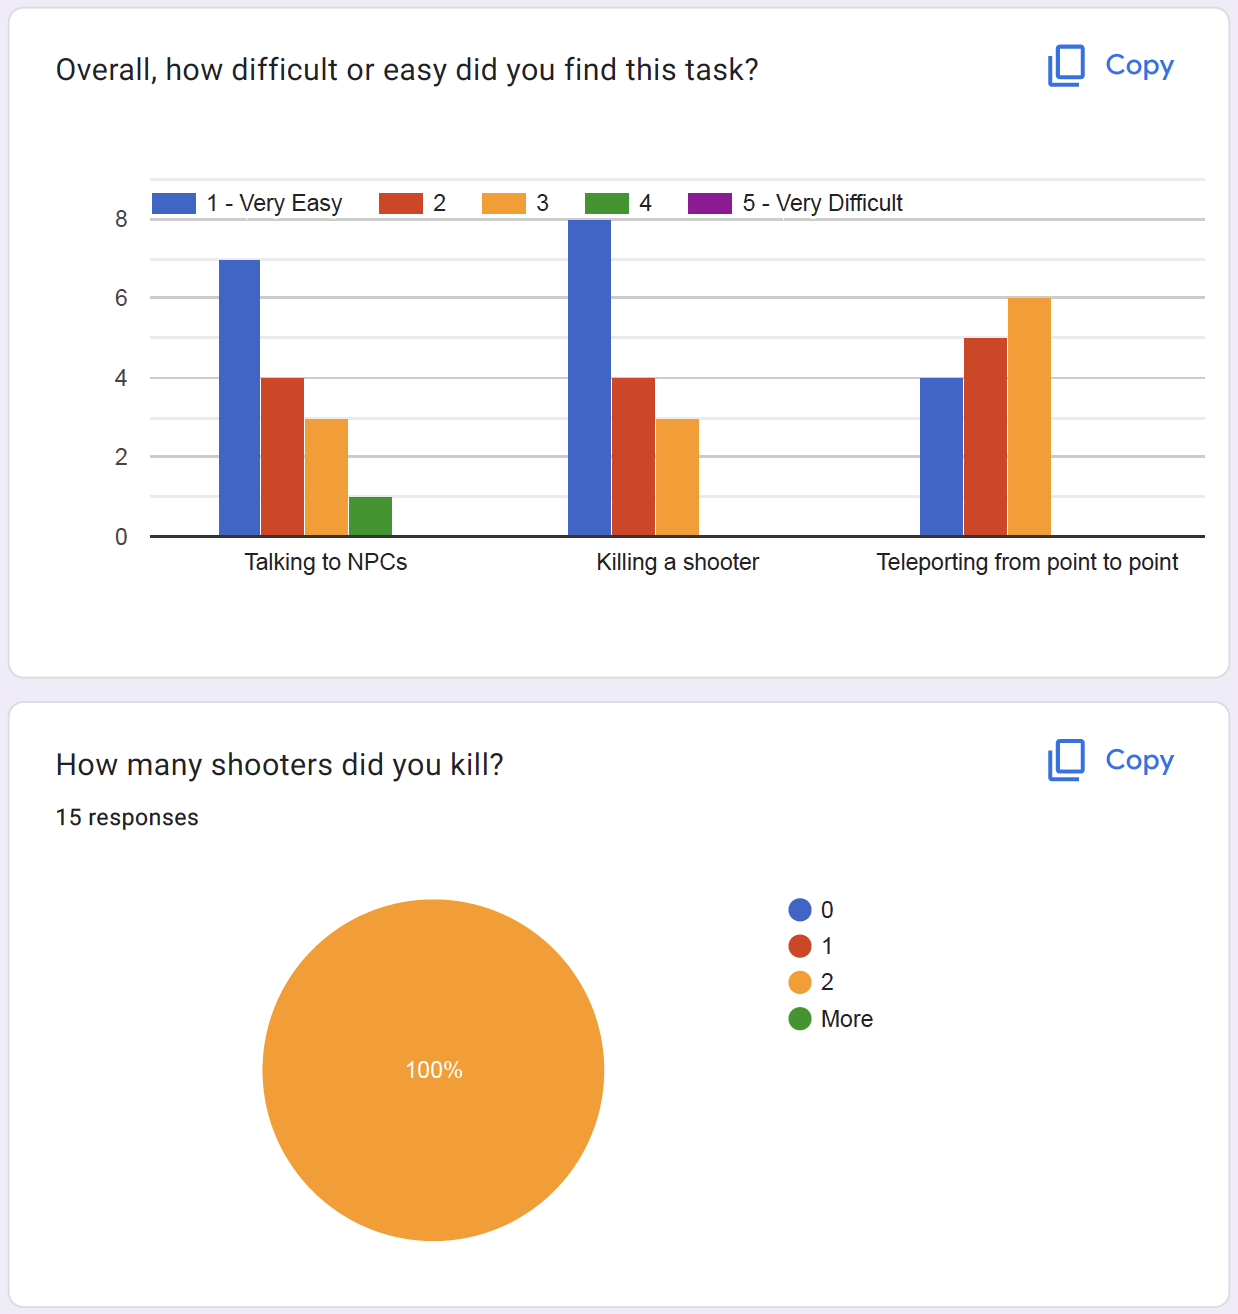 Overall, how difficult or easy did you find this task?
Copy
1 - Very Easy 2 3 4 5 - Very Difficult
8
6
4
2
0
Talking to NPCs Killing a shooter Teleporting from point to point
How many shooters did you kill?
Copy
15 responses
0
1
2
More
100%